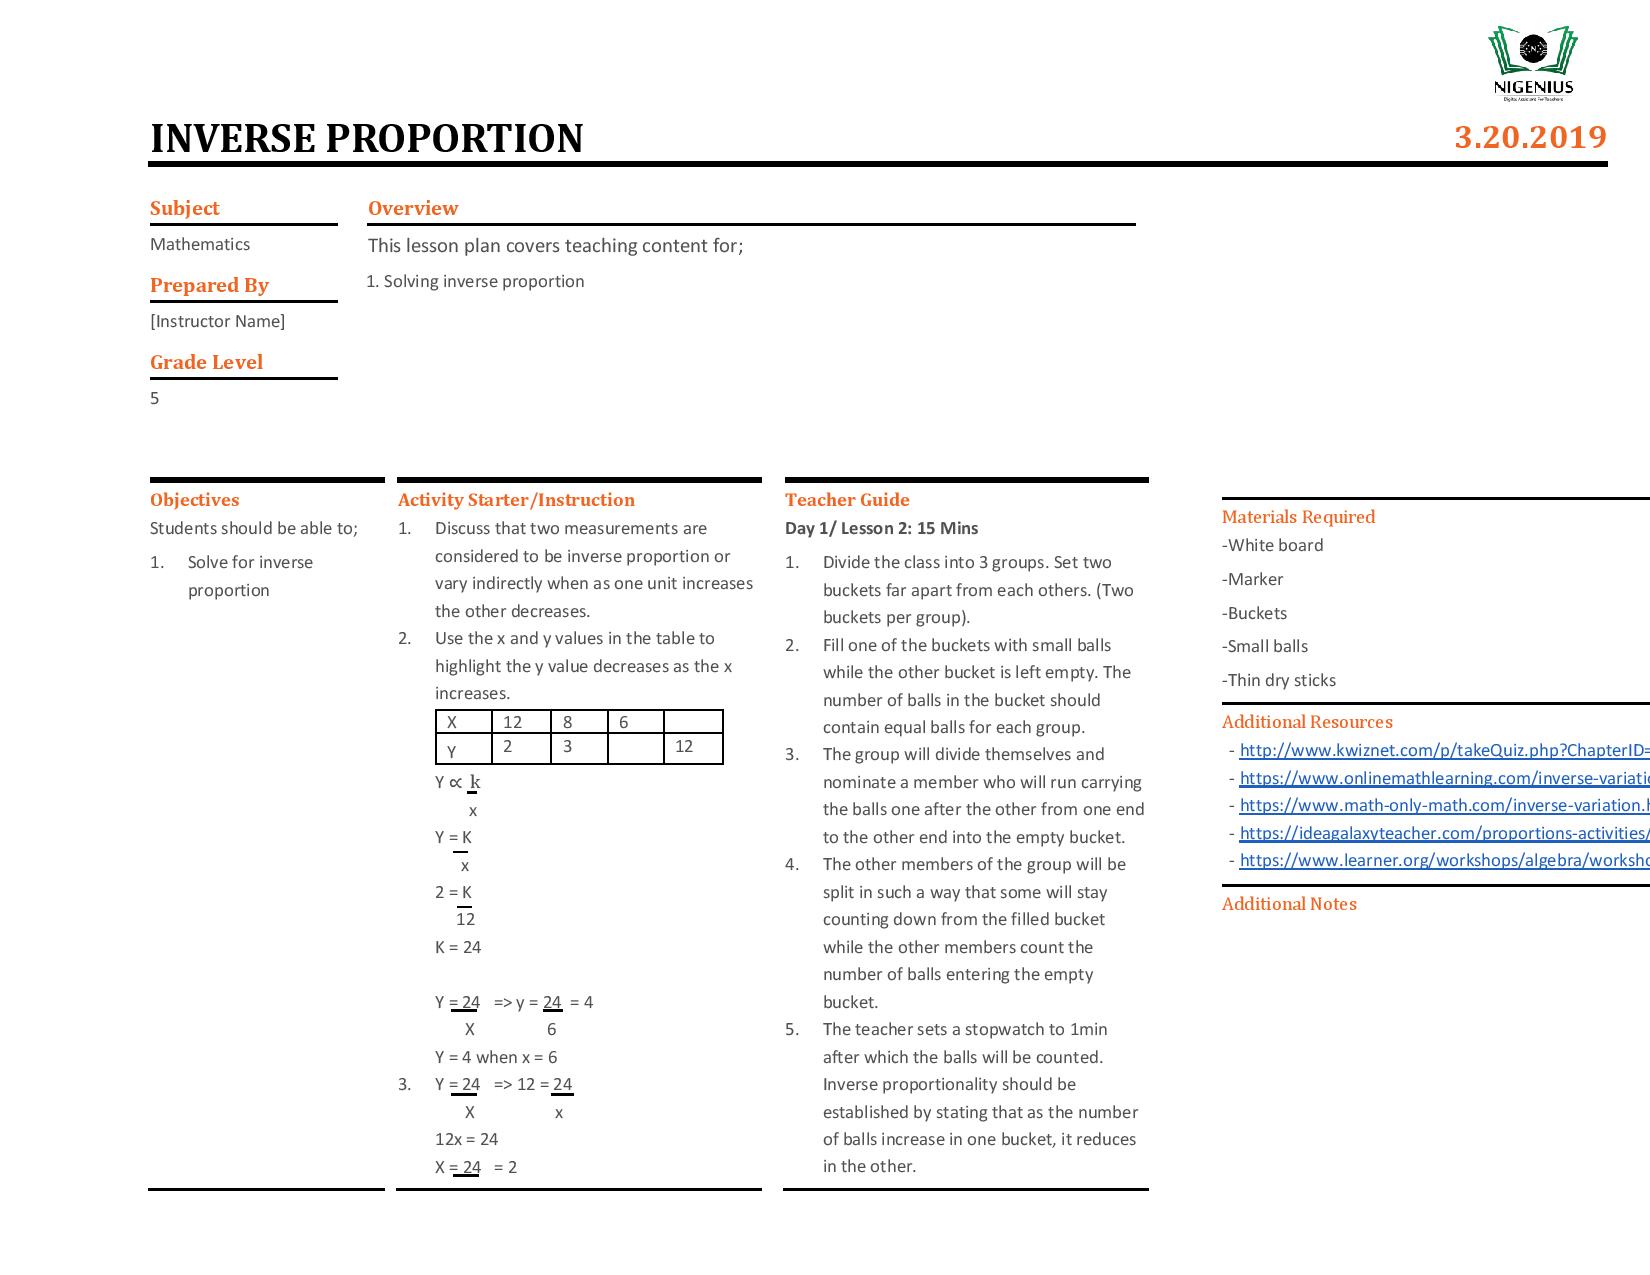 NIGENIUS
Digital Assistant For Teachers
INVERSE PROPORTION
3.20.2019
Subject
Mathematics
Prepared By
[Instructor Name]
Grade Level
5
Overview
This lesson plan covers teaching content for;
1. Solving inverse proportion
Objectives
Students should be able to;
1. Solve for inverse
proportion
Activity Starter/Instruction
1. Discuss that two measurements are
considered to be inverse proportion or
vary indirectly when as one unit increases
the other decreases.
2. Use the x and y values in the table to
highlight the y value decreases as the x
increases.
X 12 8 6
Y 2 3 12
Y ∝ k
x
Y = K
x
2 = K
12
K = 24
Y = 24 => y = 24 = 4
X 6
Y = 4 when x = 6
3. Y = 24 => 12 = 24
X x
12x = 24
X = 24 = 2
Teacher Guide
Day 1/ Lesson 2: 15 Mins
1. Divide the class into 3 groups. Set two
buckets far apart from each others. (Two
buckets per group).
2. Fill one of the buckets with small balls
while the other bucket is left empty. The
number of balls in the bucket should
contain equal balls for each group.
3. The group will divide themselves and
nominate a member who will run carrying
the balls one after the other from one end
to the other end into the empty bucket.
4. The other members of the group will be
split in such a way that some will stay
counting down from the filled bucket
while the other members count the
number of balls entering the empty
bucket.
5. The teacher sets a stopwatch to 1min
after which the balls will be counted.
Inverse proportionality should be
established by stating that as the number
of balls increase in one bucket, it reduces
in the other.
Materials Required
-White board
-Marker
-Buckets
-Small balls
-Thin dry sticks
Additional Resources
- http://www.kwiznet.com/p/takeQuiz.php?ChapterID=
- https://www.onlinemathlearning.com/inverse-variatio
- https://www.math-only-math.com/inverse-variation.h
- https://ideagalaxyteacher.com/proportions-activities/
- https://www.learner.org/workshops/algebra/worksho
Additional Notes